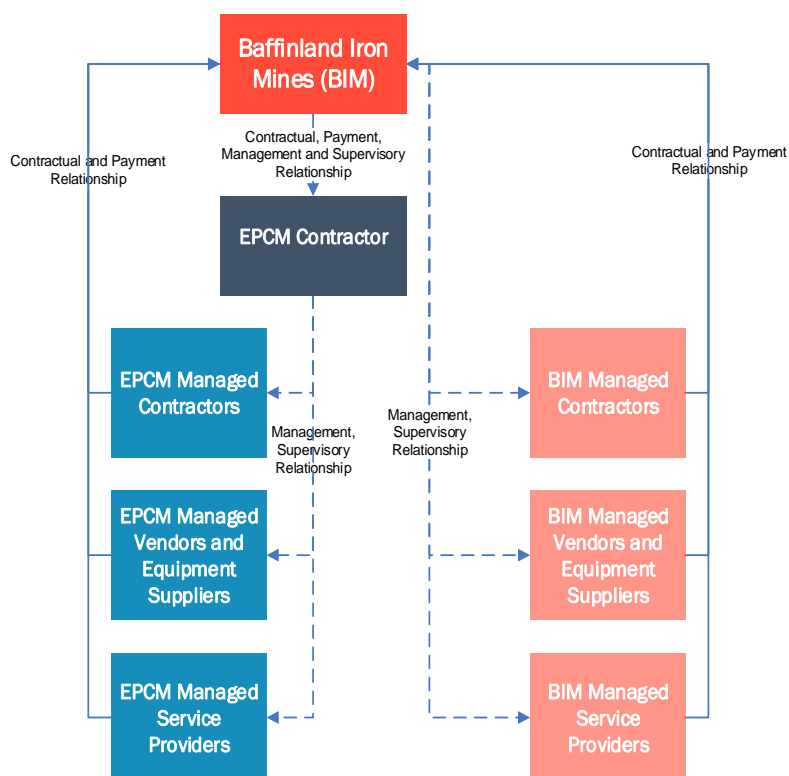 Baffinland Iron
Mines (BIM)
Contractual, Payment,
Management and Supervisory
Relationship
Contractual and Payment
Relationship
Contractual and Payment
Relationship
EPCM Contractor
EPCM Managed
Contractors
BIM Managed
Contractors
Management,
Supervisory
Relationship
Management,
Supervisory
Relationship
EPCM Managed
Vendors and
Equipment
Suppliers
BIM Managed
Vendors and
Equipment
Suppliers
EPCM Managed
Service
Providers
BIM Managed
Service
Providers